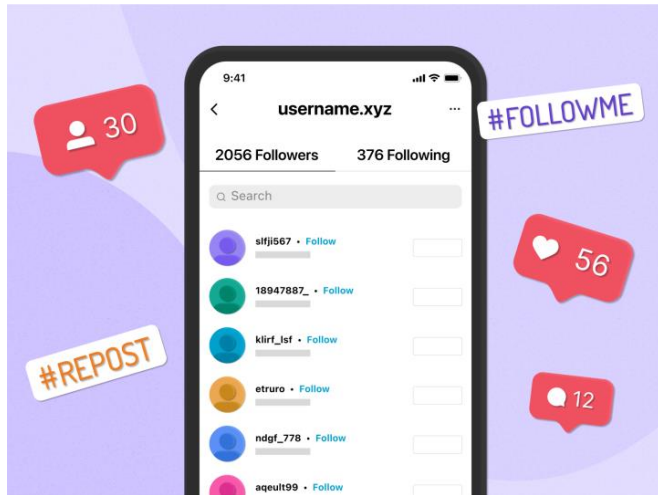 9:41
username.xyz
2056 Followers 376 Following
Search
slfji567 • Follow
18947887_ • Follow
klirf_lsf • Follow
etruro • Follow
ndgf_778 • Follow
aqeult99 • Follow
30
#REPOST
#FOLLOWME
56
12